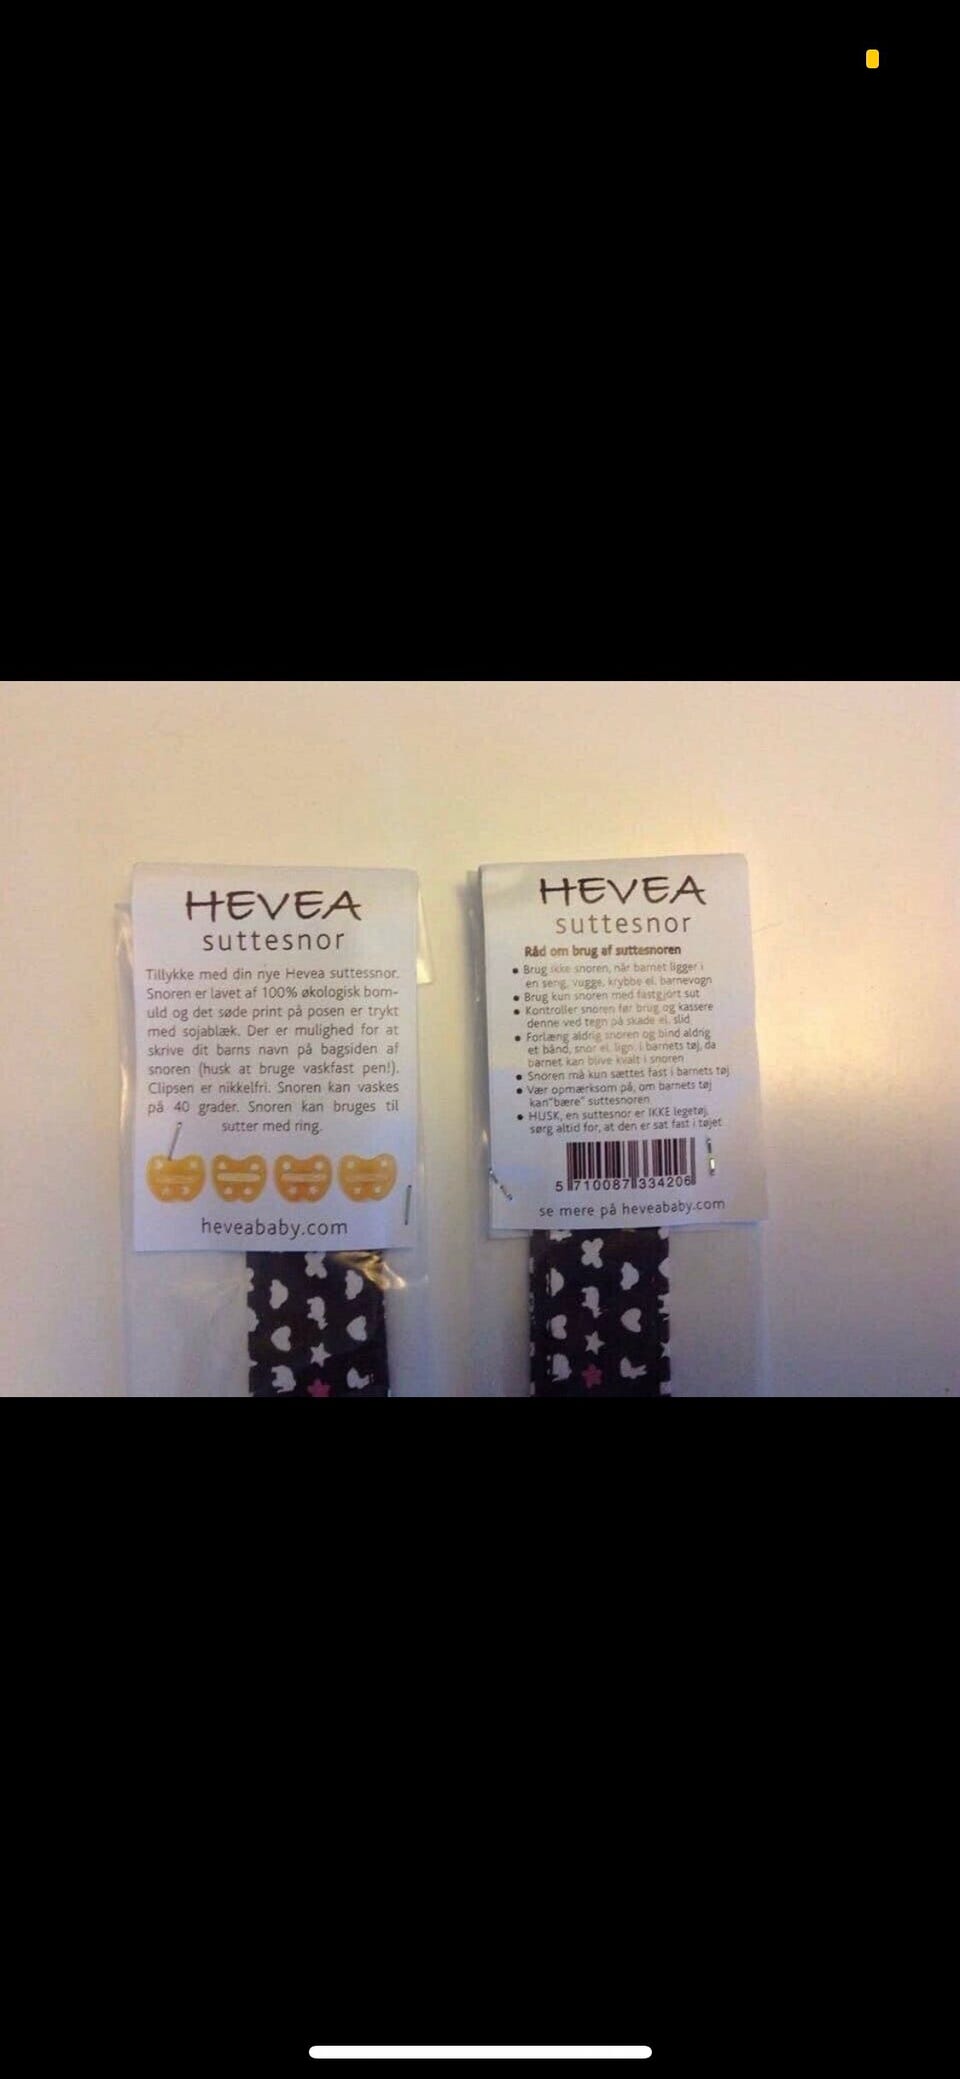 HEVEA
suttesnor
Tillykke med din nye Hevea suttessnor.
Snoren er lavet af 100% økologisk bom-
uld og det søde print på posen er trykt
med sojablæk. Der er mulighed for at
skrive dit barns navn på bagsiden af
snoren (husk at bruge vaskfast pen!).
Clipsen er nikkelfri. Snoren kan vaskes
på 40 grader. Snoren kan bruges til
sutter med ring.
heveababy.com
HEVEA
suttesnor
Råd om brug af suttesnoren
• Brug ikke snoren, når barnet ligger i
en seng, vugge, krybbe el. barnevogn
• Brug kun snoren med fastgjort sut
• Kontroller snoren før brug og kassere
denne ved tegn på skade el. slid
• Forlæng aldrig snoren og bind aldrig
et bånd, snor el. lign. i barnets tøj, da
barnet kan blive kvalt i snoren
• Snoren må kun sættes fast i barnets tøj
• Vær opmærksom på, om barnets tøj
kan"bære" suttesnoren
• HUSK, en suttesnor er IKKE legetøj,
sørg altid for, at den er sat fast i tøjet
5 710087 334206
se mere på heveababy.com